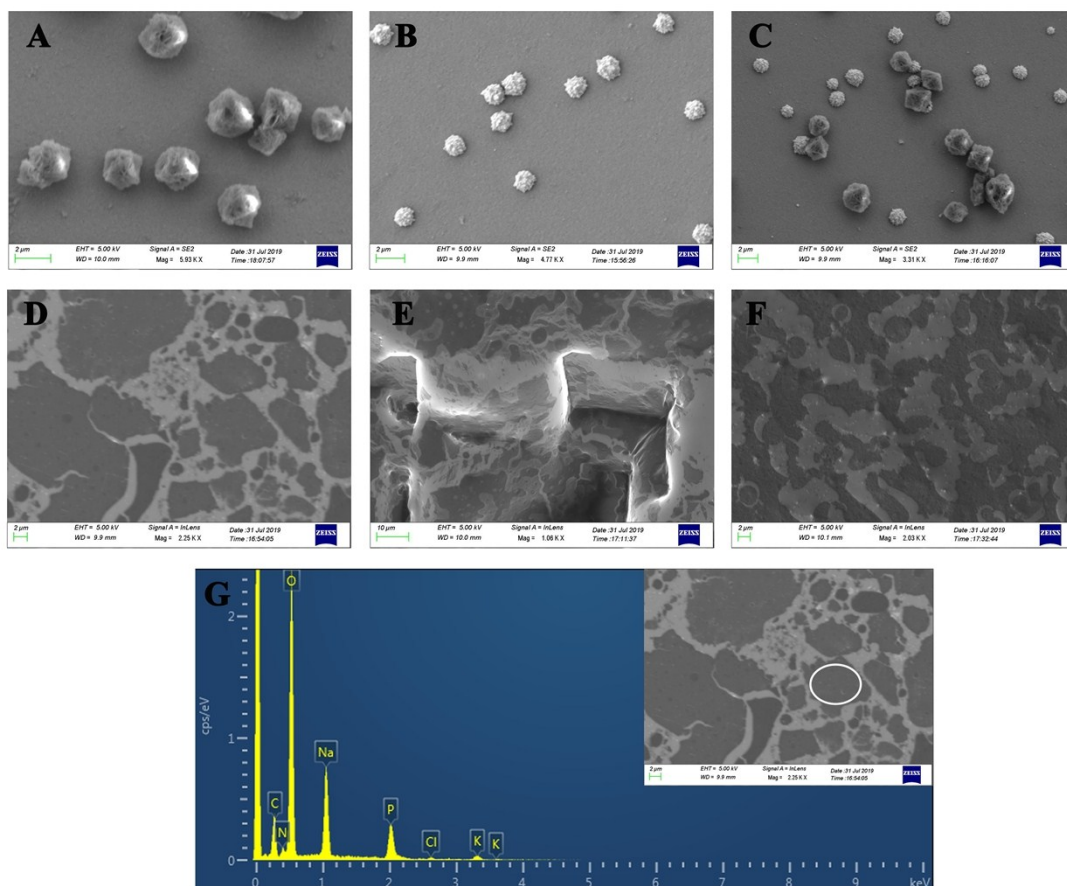 A
2 µm
EHT = 5.00 kV
Signal A = SE2
Date :31 Jul 2019
WD = 10.0 mm
Mag = 5.93 K X
Time :18:07:57
ZEISS
B
2 µm
EHT = 5.00 kV
Signal A = SE2
Date :31 Jul 2019
WD = 9.9 mm
Mag = 4.77 K X
Time :15:56:26
ZEISS
C
2 µm
EHT = 5.00 kV
Signal A = SE2
Date :31 Jul 2019
WD = 9.9 mm
Mag = 3.31 K X
Time :16:16:07
ZEISS
D
2 µm
EHT = 5.00 kV
Signal A = InLens
Date :31 Jul 2019
WD = 9.9 mm
Mag = 2.25 K X
Time :16:54:05
ZEISS
E
10 µm
EHT = 5.00 kV
Signal A = InLens
Date :31 Jul 2019
WD = 10.0 mm
Mag = 1.06 K X
Time :17:11:37
ZEISS
F
2 µm
EHT = 5.00 kV
Signal A = InLens
Date :31 Jul 2019
WD = 10.1 mm
Mag = 2.03 K X
Time :17:32:44
ZEISS
G
cps/eV
2
1
0
O
C
N
Na
P
Cl
K
K
0 1 2 3 4 5 6 7 8 9 keV
2 µm
EHT = 5.00 kV
Signal A = InLens
Date :31 Jul 2019
WD = 9.9 mm
Mag = 2.25 K X
Time :16:54:05
ZEISS